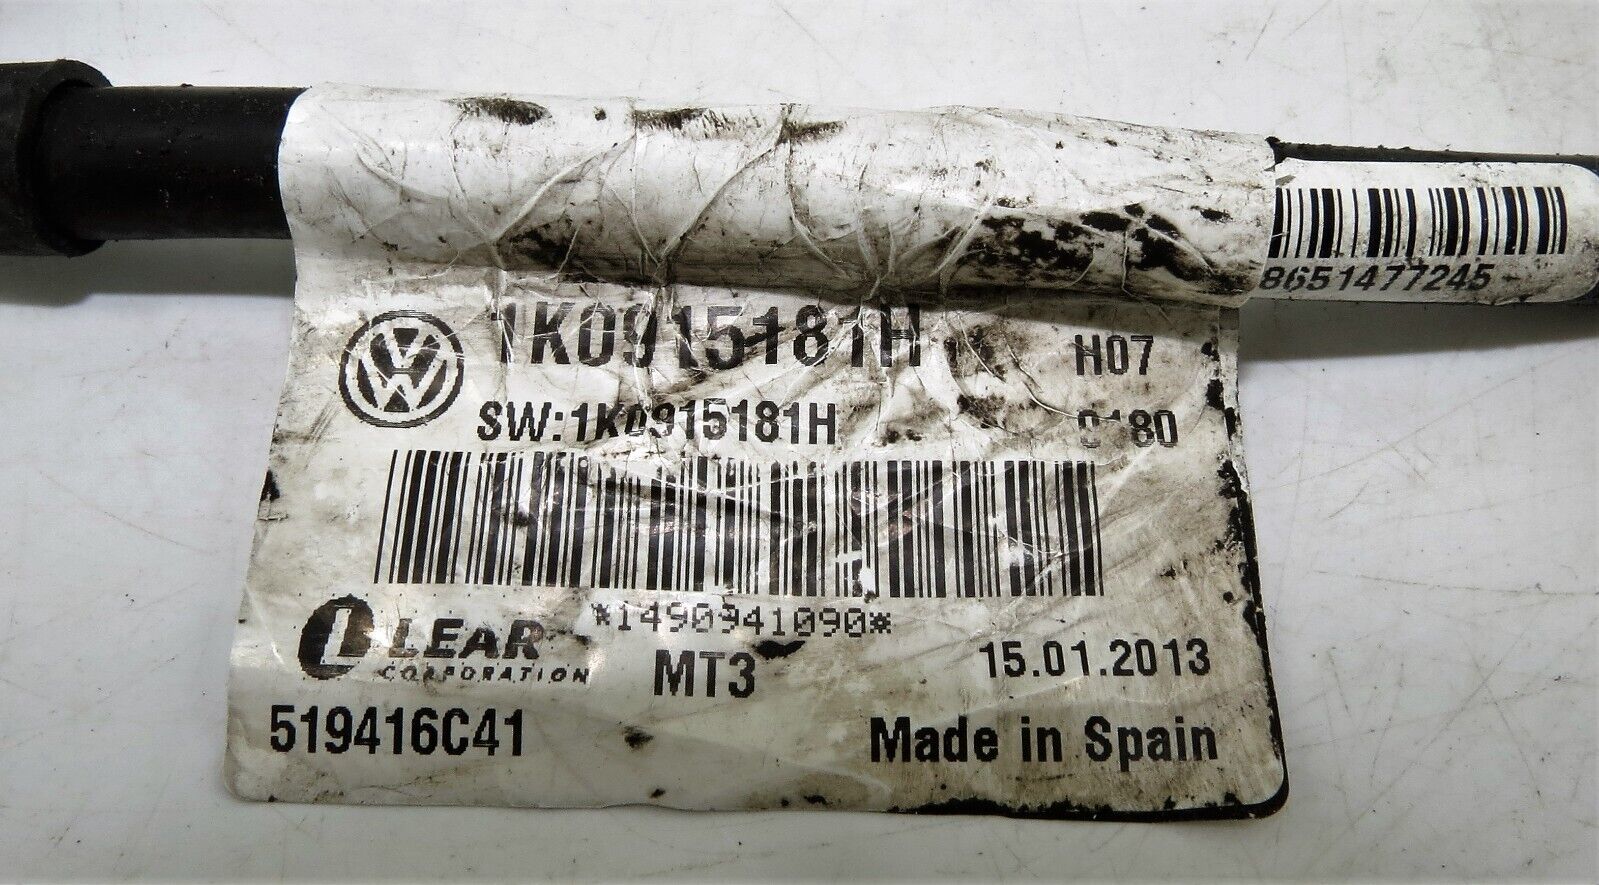 8651477245
1K0915181H H07
SW:1K0915181H 0180
*1490941090*
LEAR
CORPORATION
MT3 15.01.2013
519416C41 Made in Spain